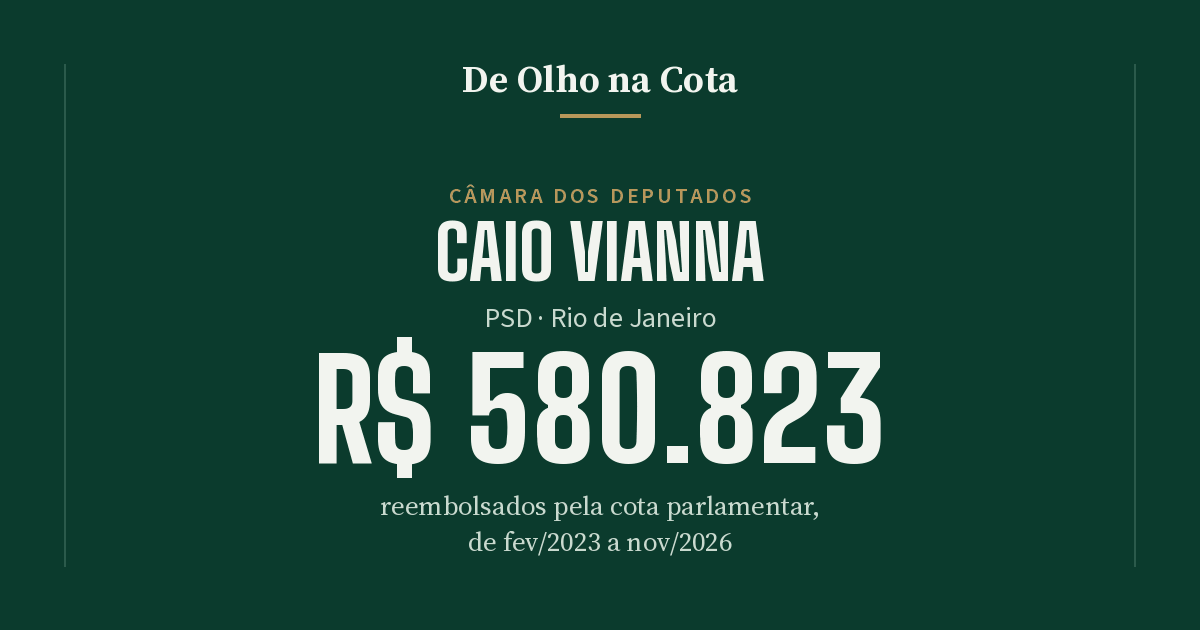 De Olho na Cota
CÂMARA DOS DEPUTADOS
CAIO VIANNA
PSD · Rio de Janeiro
R$ 580.823
reembolsados pela cota parlamentar,
de fev/2023 a nov/2026